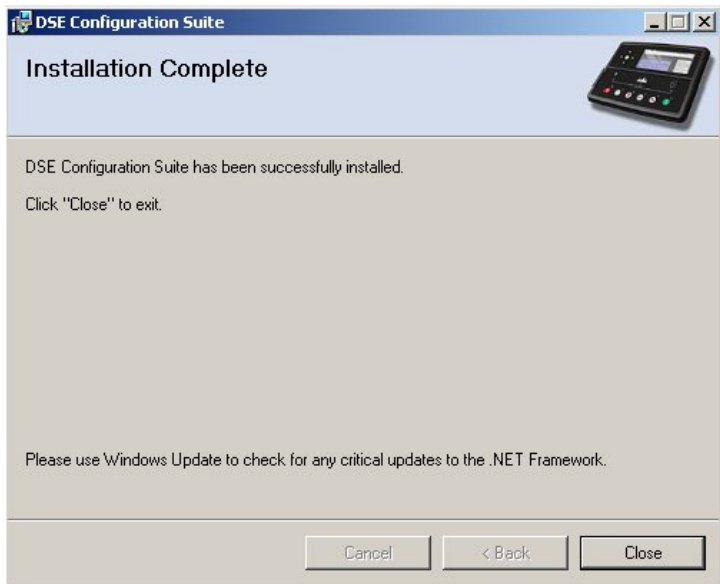 DSE Configuration Suite
Installation Complete
DSE Configuration Suite has been successfully installed.
Click "Close" to exit.
Please use Windows Update to check for any critical updates to the .NET Framework.
Cancel
< Back
Close